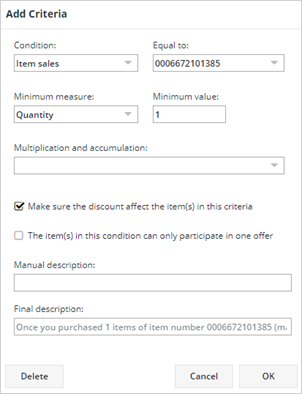 Add Criteria
Condition: Equal to:
Item sales 0006672101385
Minimum measure: Minimum value:
Quantity 1
Multiplication and accumulation:
Make sure the discount affect the item(s) in this criteria
The item(s) in this condition can only participate in one offer
Manual description:
Final description:
Once you purchased 1 items of item number 0006672101385 (m
Delete Cancel OK